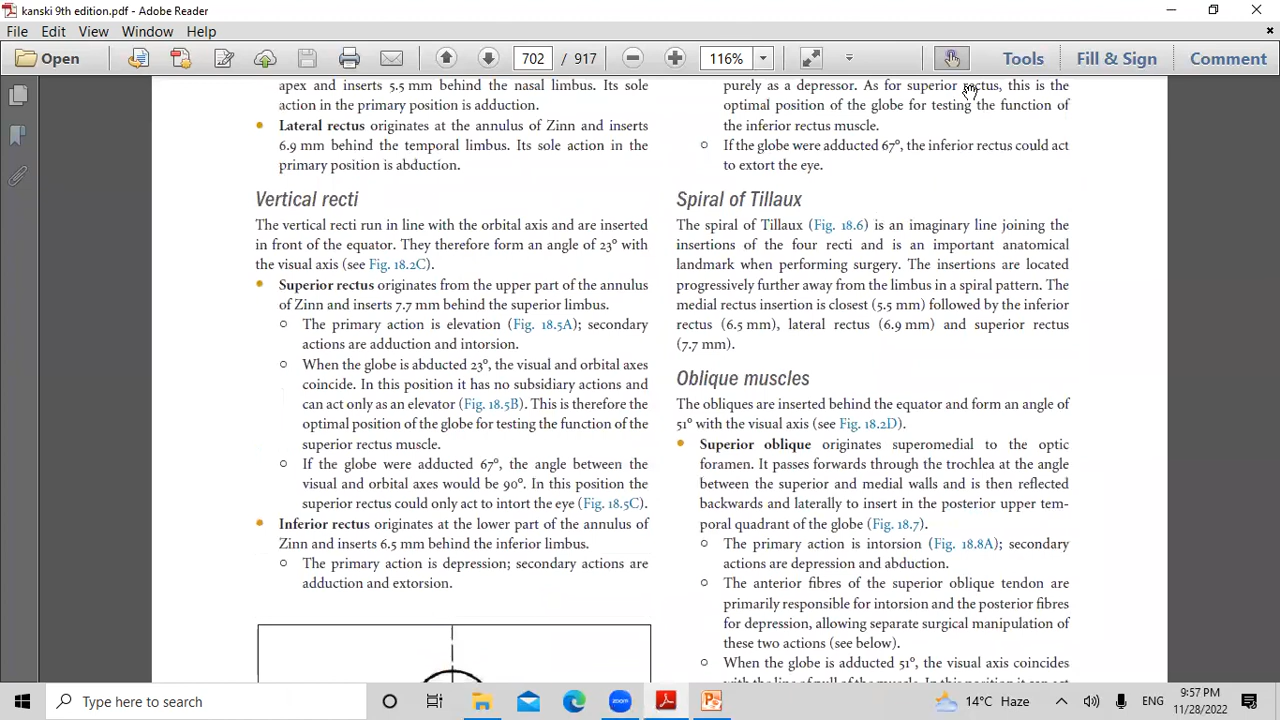 kanski 9th edition.pdf - Adobe Reader
File Edit View Window Help
Open 702 / 917 116% Tools Fill & Sign Comment
apex and inserts 5.5 mm behind the nasal limbus. Its sole
action in the primary position is adduction.
Lateral rectus originates at the annulus of Zinn and inserts
6.9 mm behind the temporal limbus. Its sole action in the
primary position is abduction.
Vertical recti
The vertical recti run in line with the orbital axis and are inserted
in front of the equator. They therefore form an angle of 23° with
the visual axis (see Fig. 18.2C).
Superior rectus originates from the upper part of the annulus
of Zinn and inserts 7.7 mm behind the superior limbus.
The primary action is elevation (Fig. 18.5A); secondary
actions are adduction and intorsion.
When the globe is abducted 23°, the visual and orbital axes
coincide. In this position it has no subsidiary actions and
can act only as an elevator (Fig. 18.5B). This is therefore the
optimal position of the globe for testing the function of the
superior rectus muscle.
If the globe were adducted 67°, the angle between the
visual and orbital axes would be 90°. In this position the
superior rectus could only act to intort the eye (Fig. 18.5C).
Inferior rectus originates at the lower part of the annulus of
Zinn and inserts 6.5 mm behind the inferior limbus.
The primary action is depression; secondary actions are
adduction and extorsion.
purely as a depressor. As for superior rectus, this is the
optimal position of the globe for testing the function of
the inferior rectus muscle.
If the globe were adducted 67°, the inferior rectus could act
to extort the eye.
Spiral of Tillaux
The spiral of Tillaux (Fig. 18.6) is an imaginary line joining the
insertions of the four recti and is an important anatomical
landmark when performing surgery. The insertions are located
progressively further away from the limbus in a spiral pattern. The
medial rectus insertion is closest (5.5 mm) followed by the inferior
rectus (6.5 mm), lateral rectus (6.9 mm) and superior rectus
(7.7 mm).
Oblique muscles
The obliques are inserted behind the equator and form an angle of
51° with the visual axis (see Fig. 18.2D).
Superior oblique originates superomedial to the optic
foramen. It passes forwards through the trochlea at the angle
between the superior and medial walls and is then reflected
backwards and laterally to insert in the posterior upper tem-
poral quadrant of the globe (Fig. 18.7).
The primary action is intorsion (Fig. 18.8A); secondary
actions are depression and abduction.
The anterior fibres of the superior oblique tendon are
primarily responsible for intorsion and the posterior fibres
for depression, allowing separate surgical manipulation of
these two actions (see below).
When the globe is adducted 51°, the visual axis coincides
with the line of pull of the muscle. In this position it can act
Type here to search
zoom
14°C Haze ENG 9:57 PM
11/28/2022